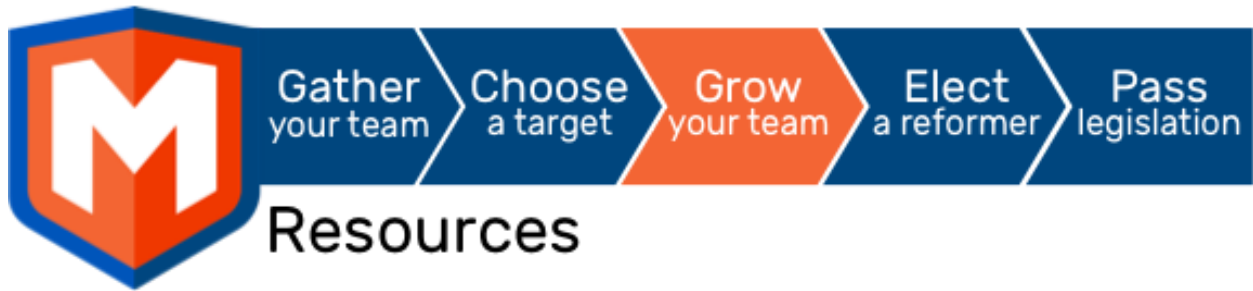 M
Gather
your team
Choose
a target
Grow
your team
Elect
a reformer
Pass
legislation
Resources